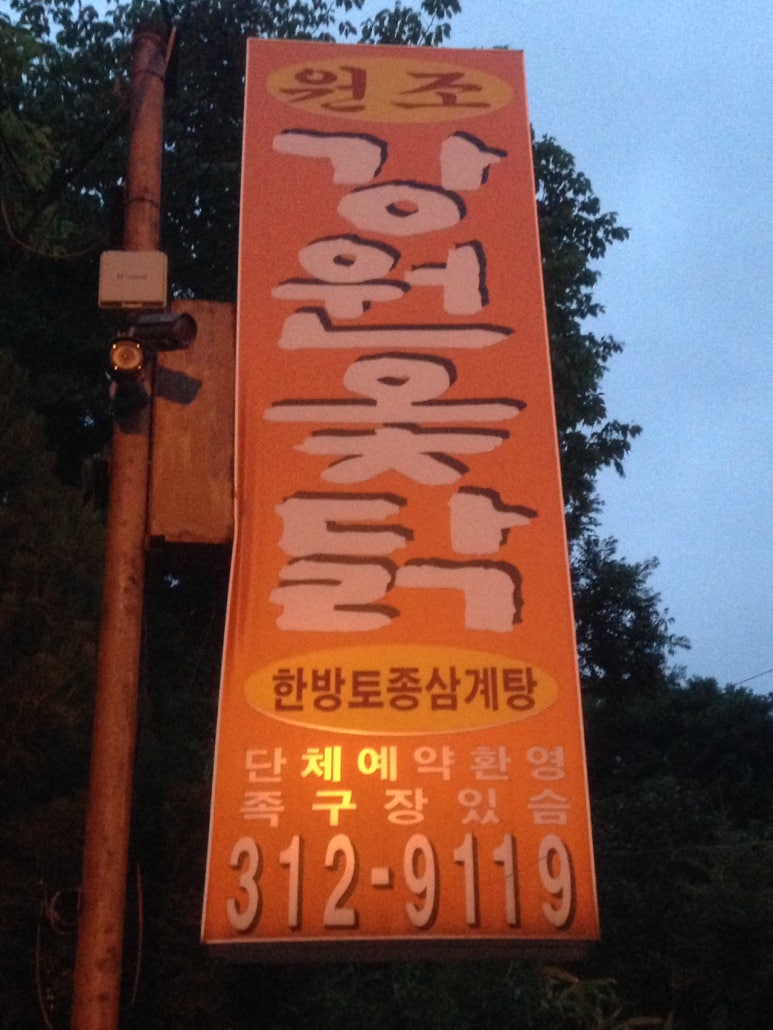 원조
강원옻닭
한방토종삼계탕
단체예약환영
족구장있슴
312-9119